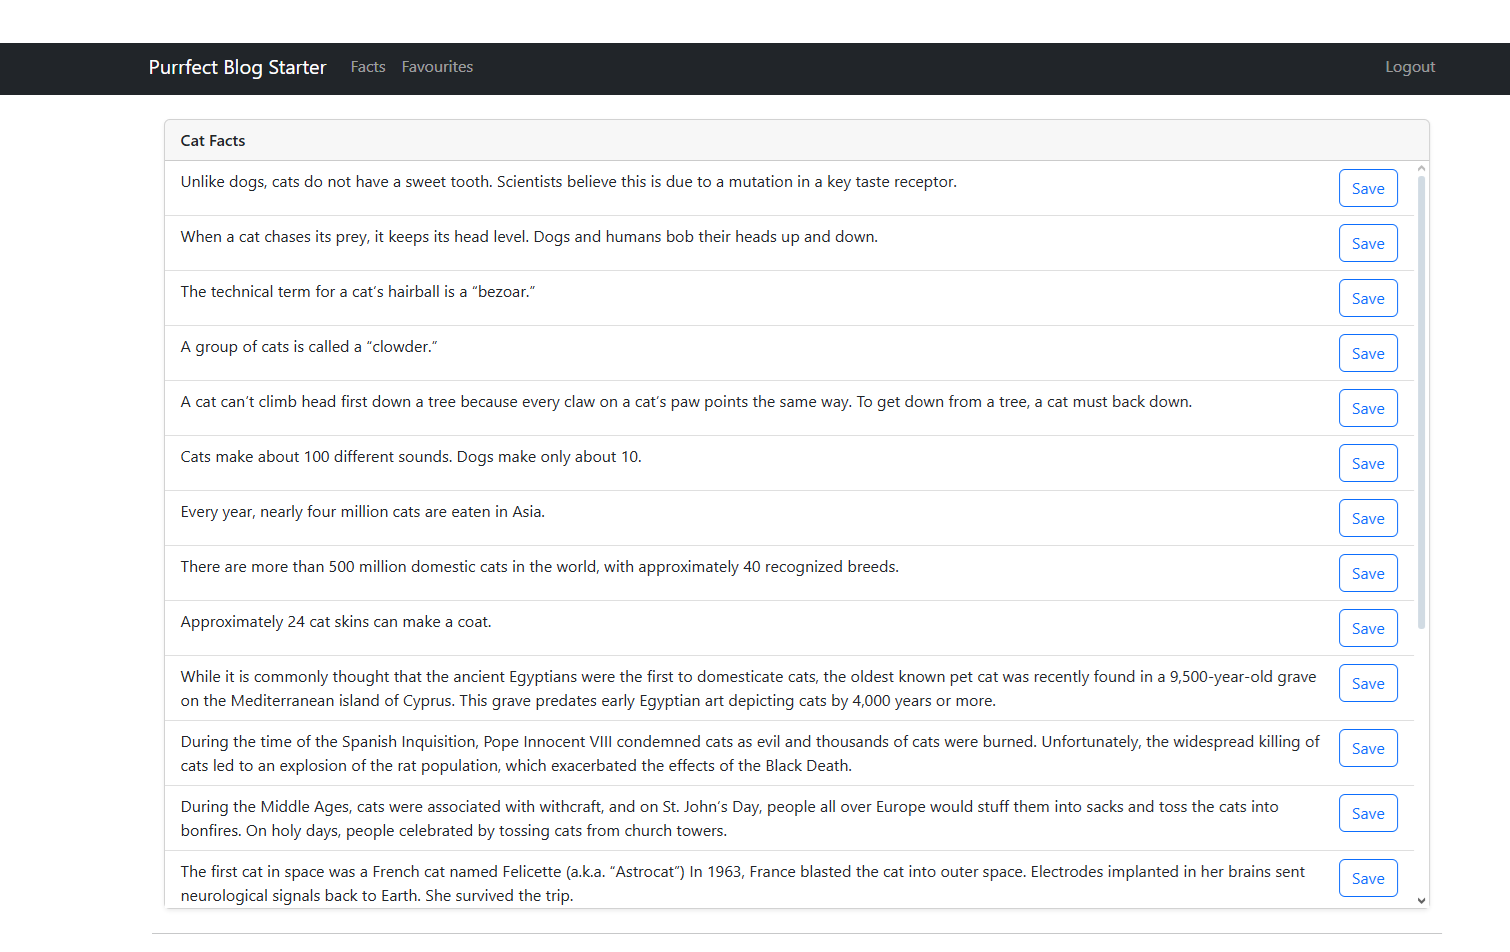 Purrfect Blog Starter Facts Favourites Logout
Cat Facts
Unlike dogs, cats do not have a sweet tooth. Scientists believe this is due to a mutation in a key taste receptor. Save
When a cat chases its prey, it keeps its head level. Dogs and humans bob their heads up and down. Save
The technical term for a cat’s hairball is a “bezoar.” Save
A group of cats is called a “clowder.” Save
A cat can’t climb head first down a tree because every claw on a cat’s paw points the same way. To get down from a tree, a cat must back down. Save
Cats make about 100 different sounds. Dogs make only about 10. Save
Every year, nearly four million cats are eaten in Asia. Save
There are more than 500 million domestic cats in the world, with approximately 40 recognized breeds. Save
Approximately 24 cat skins can make a coat. Save
While it is commonly thought that the ancient Egyptians were the first to domesticate cats, the oldest known pet cat was recently found in a 9,500-year-old grave Save
on the Mediterranean island of Cyprus. This grave predates early Egyptian art depicting cats by 4,000 years or more.
During the time of the Spanish Inquisition, Pope Innocent VIII condemned cats as evil and thousands of cats were burned. Unfortunately, the widespread killing of Save
cats led to an explosion of the rat population, which exacerbated the effects of the Black Death.
During the Middle Ages, cats were associated with withcraft, and on St. John’s Day, people all over Europe would stuff them into sacks and toss the cats into Save
bonfires. On holy days, people celebrated by tossing cats from church towers.
The first cat in space was a French cat named Felicette (a.k.a. “Astrocat”) In 1963, France blasted the cat into outer space. Electrodes implanted in her brains sent Save
neurological signals back to Earth. She survived the trip.